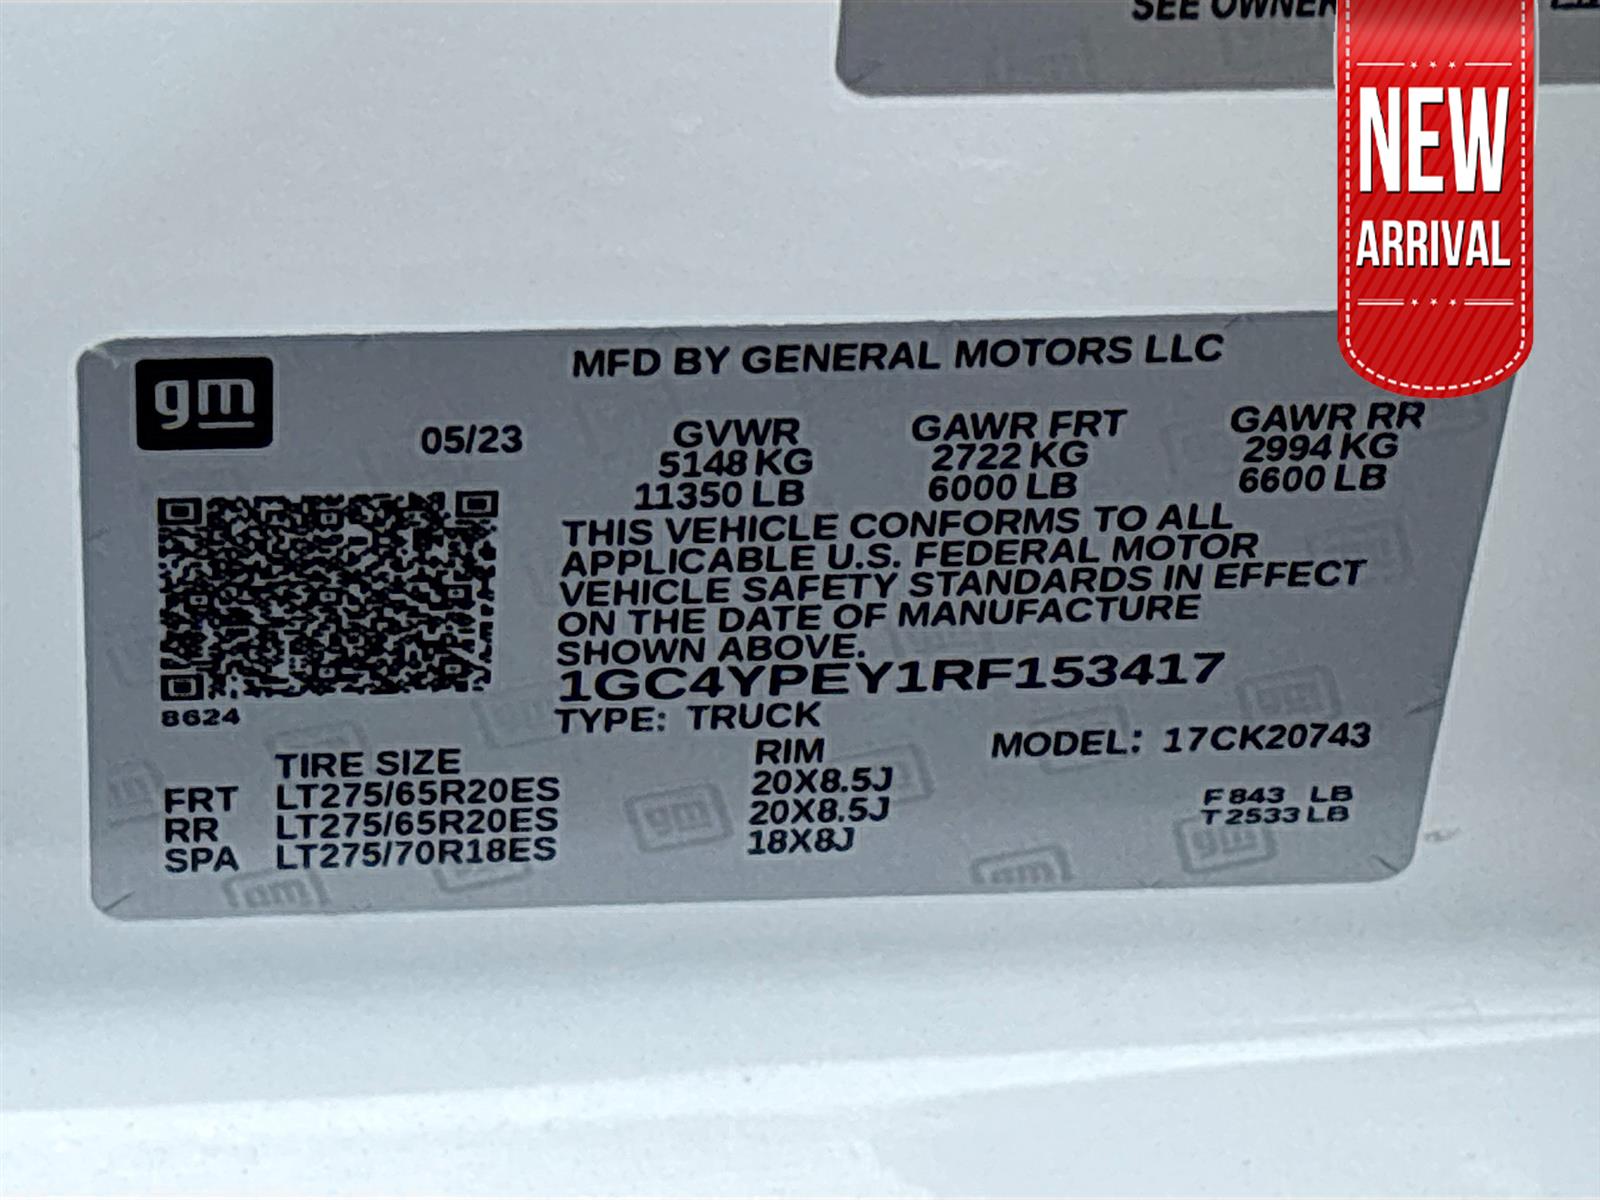 SEE OWNER
NEW
ARRIVAL
gm
MFD BY GENERAL MOTORS LLC
05/23
GVWR GAWR FRT GAWR RR
5148 KG 2722 KG 2994 KG
11350 LB 6000 LB 6600 LB
THIS VEHICLE CONFORMS TO ALL
APPLICABLE U.S. FEDERAL MOTOR
VEHICLE SAFETY STANDARDS IN EFFECT
ON THE DATE OF MANUFACTURE
SHOWN ABOVE.
1GC4YPEY1RF153417
8624
TYPE: TRUCK
MODEL: 17CK20743
TIRE SIZE RIM
FRT LT275/65R20ES 20X8.5J
RR LT275/65R20ES 20X8.5J
SPA LT275/70R18ES 18X8J
F 843 LB
T 2533 LB